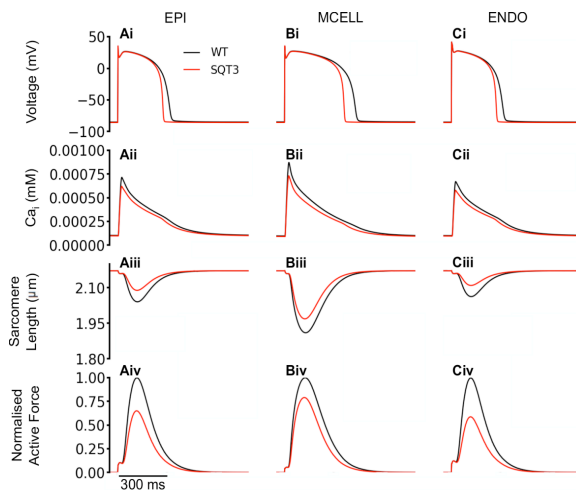 EPI MCELL ENDO
Ai Bi Ci
WT
SQT3
Voltage (mV)
50
0
−50
−100
Aii Bii Cii
Cai (mM)
0.00100
0.00075
0.00050
0.00025
0.00000
Aiii Biii Ciii
Sarcomere
Length (μm)
2.10
1.95
1.80
Aiv Biv Civ
Normalised
Active Force
1.00
0.75
0.50
0.25
0.00
300 ms